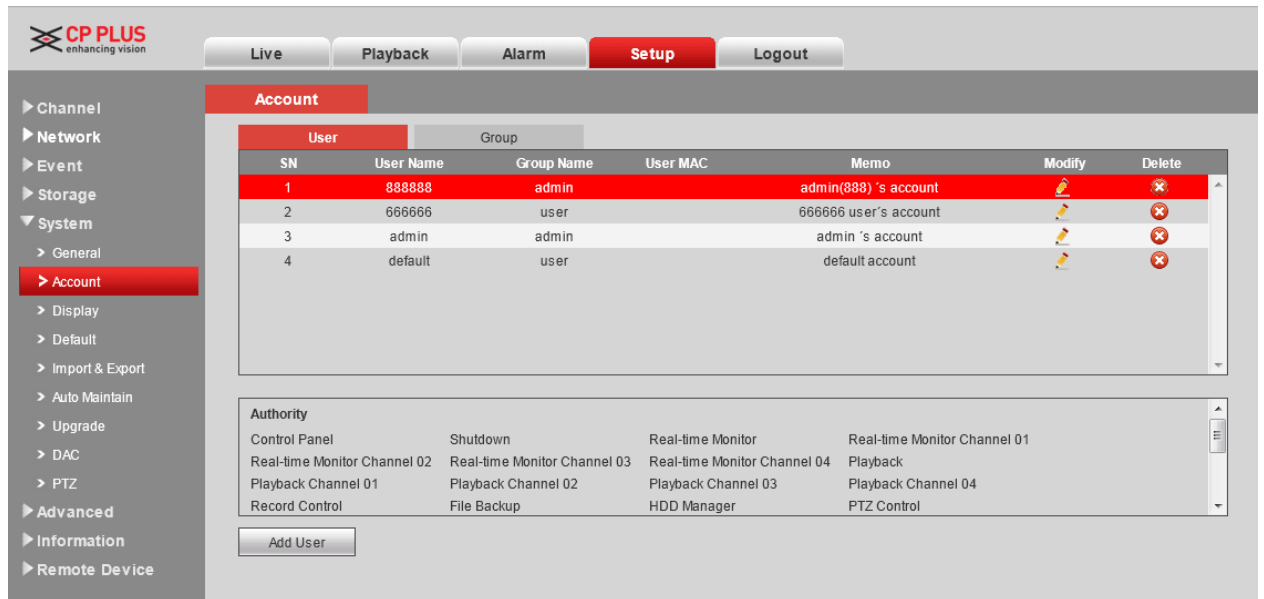 CP PLUS
enhancing vision
Live Playback Alarm Setup Logout
Channel
Network
Event
Storage
System
> General
> Account
> Display
> Default
> Import & Export
> Auto Maintain
> Upgrade
> DAC
> PTZ
Advanced
Information
Remote Device
Account
User Group
SN User Name Group Name User MAC Memo Modify Delete
1 888888 admin admin(888) ´s account
2 666666 user 666666 user´s account
3 admin admin admin ´s account
4 default user default account
Authority
Control Panel Shutdown Real-time Monitor Real-time Monitor Channel 01
Real-time Monitor Channel 02 Real-time Monitor Channel 03 Real-time Monitor Channel 04 Playback
Playback Channel 01 Playback Channel 02 Playback Channel 03 Playback Channel 04
Record Control File Backup HDD Manager PTZ Control
Add User